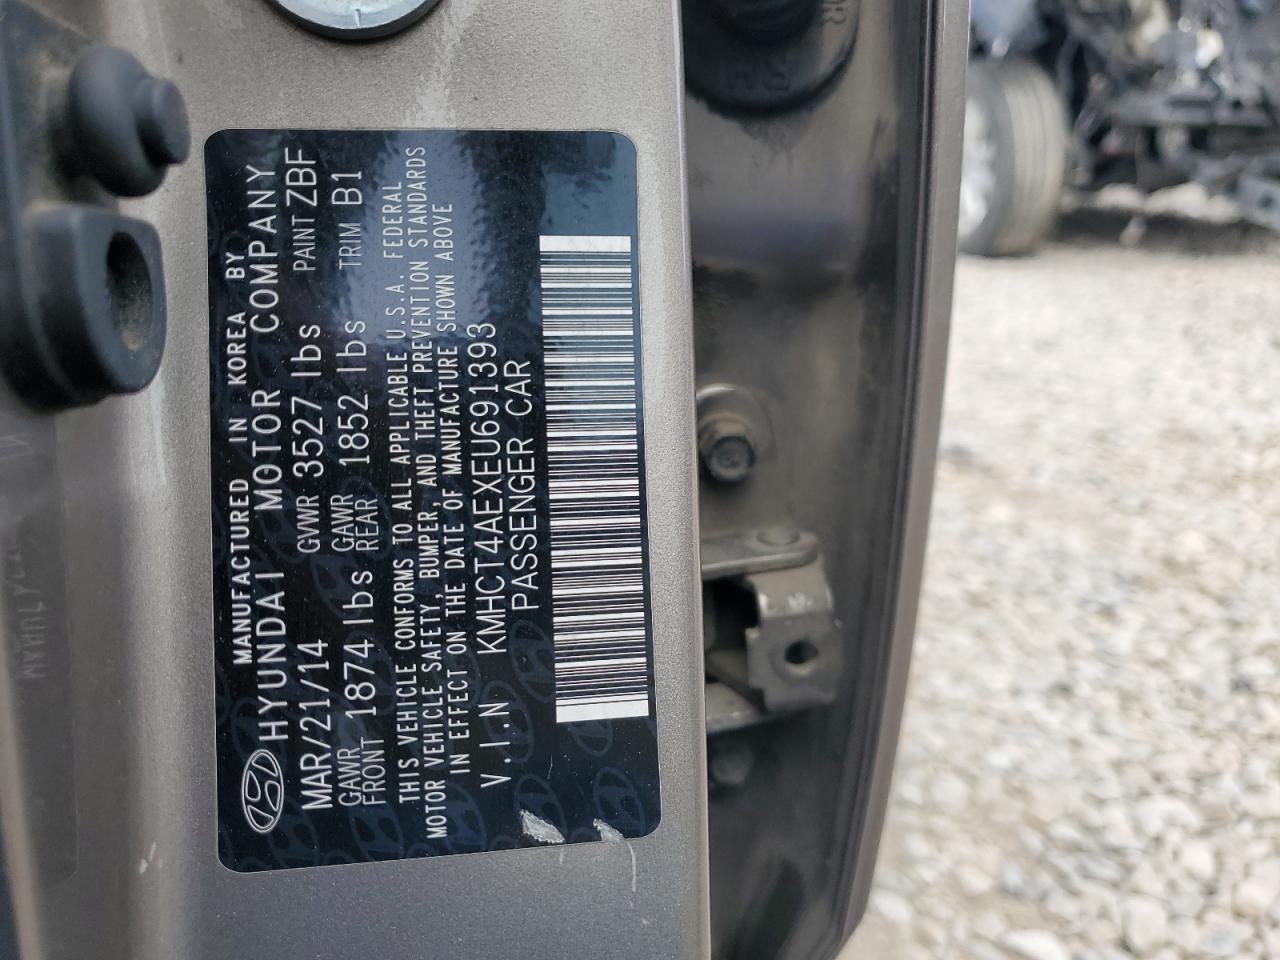 MANUFACTURED IN KOREA BY
HYUNDAI MOTOR COMPANY
MAR/21/14 GVWR 3527 lbs PAINT ZBF
GAWR FRONT 1874 lbs GAWR REAR 1852 lbs TRIM B1
THIS VEHICLE CONFORMS TO ALL APPLICABLE U.S.A. FEDERAL
MOTOR VEHICLE SAFETY, BUMPER, AND THEFT PREVENTION STANDARDS
IN EFFECT ON THE DATE OF MANUFACTURE SHOWN ABOVE
V.I.N KMHCT4AEXEU691393
PASSENGER CAR